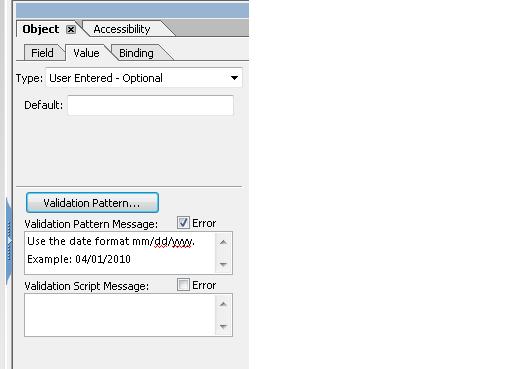 Object
Accessibility
Field
Value
Binding
Type: User Entered - Optional
Default:
Validation Pattern...
Validation Pattern Message: Error
Use the date format mm/dd/yyyy.
Example: 04/01/2010
Validation Script Message: Error